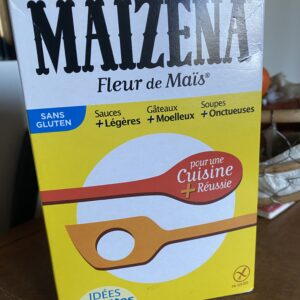 MAIZENA
Fleur de Maïs®
SANS
GLUTEN
Sauces
+Légères
Gâteaux
+Moelleux
Soupes
+Onctueuses
pour une
Cuisine
+Réussie
IDÉES